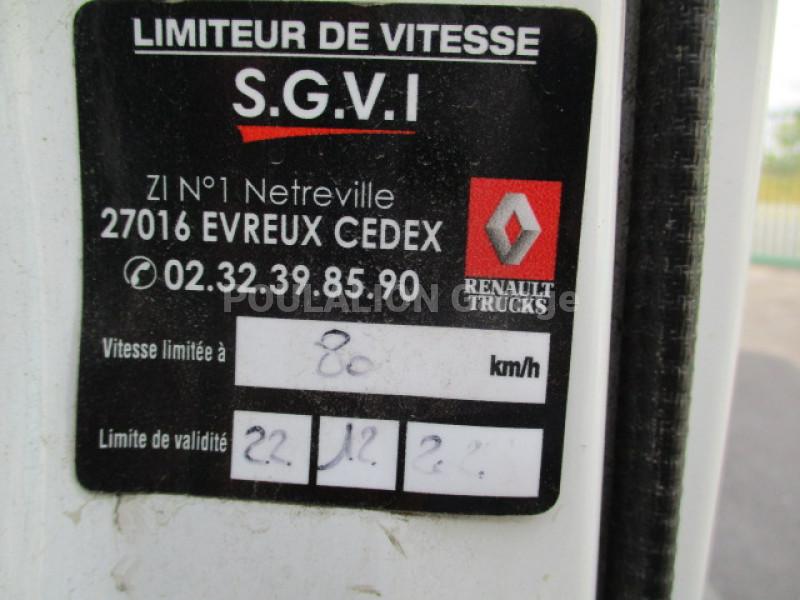 LIMITEUR DE VITESSE
S.G.V.I
ZI N°1 Netreville
27016 EVREUX CEDEX
✆ 02.32.39.85.90
RENAULT
TRUCKS
POULALION Garage
Vitesse limitée à 80 km/h
Limite de validité 22 12 22